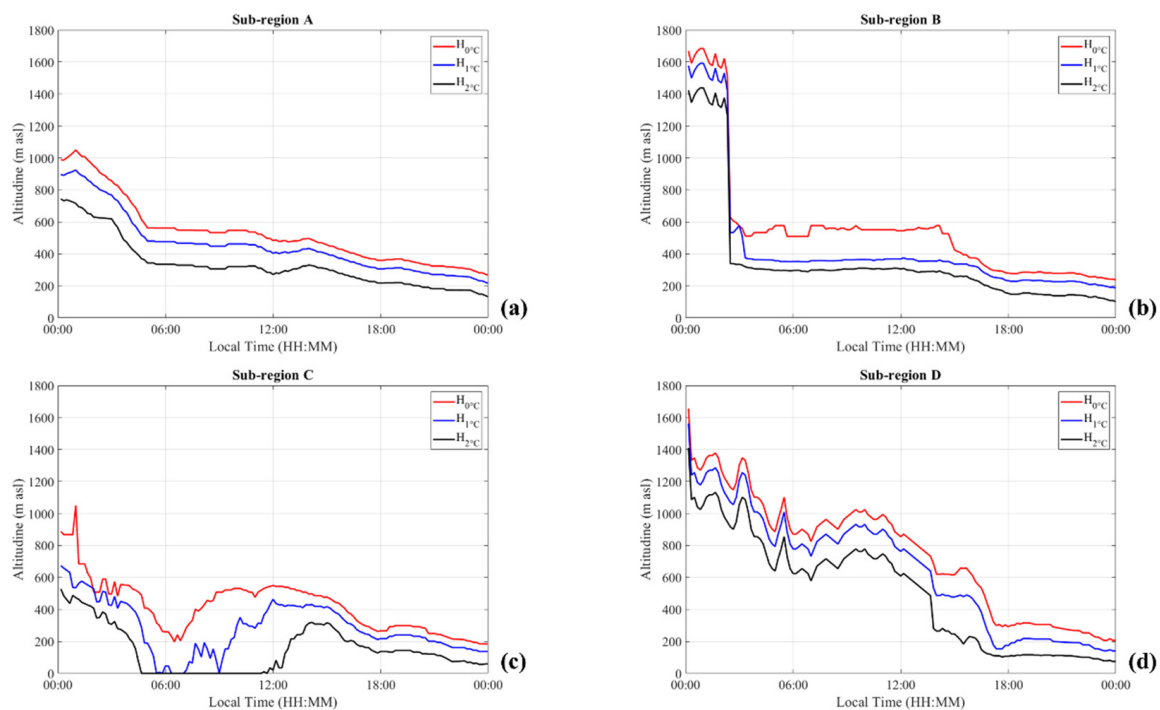 Sub-region A
Altitudine (m asl)
1800
1600
1400
1200
1000
800
600
400
200
0
H0°C
H1°C
H2°C
00:00 06:00 12:00 18:00 00:00
Local Time (HH:MM)
(a)
Sub-region B
Altitudine (m asl)
1800
1600
1400
1200
1000
800
600
400
200
0
H0°C
H1°C
H2°C
00:00 06:00 12:00 18:00 00:00
Local Time (HH:MM)
(b)
Sub-region C
Altitudine (m asl)
1800
1600
1400
1200
1000
800
600
400
200
0
H0°C
H1°C
H2°C
00:00 06:00 12:00 18:00 00:00
Local Time (HH:MM)
(c)
Sub-region D
Altitudine (m asl)
1800
1600
1400
1200
1000
800
600
400
200
0
H0°C
H1°C
H2°C
00:00 06:00 12:00 18:00 00:00
Local Time (HH:MM)
(d)